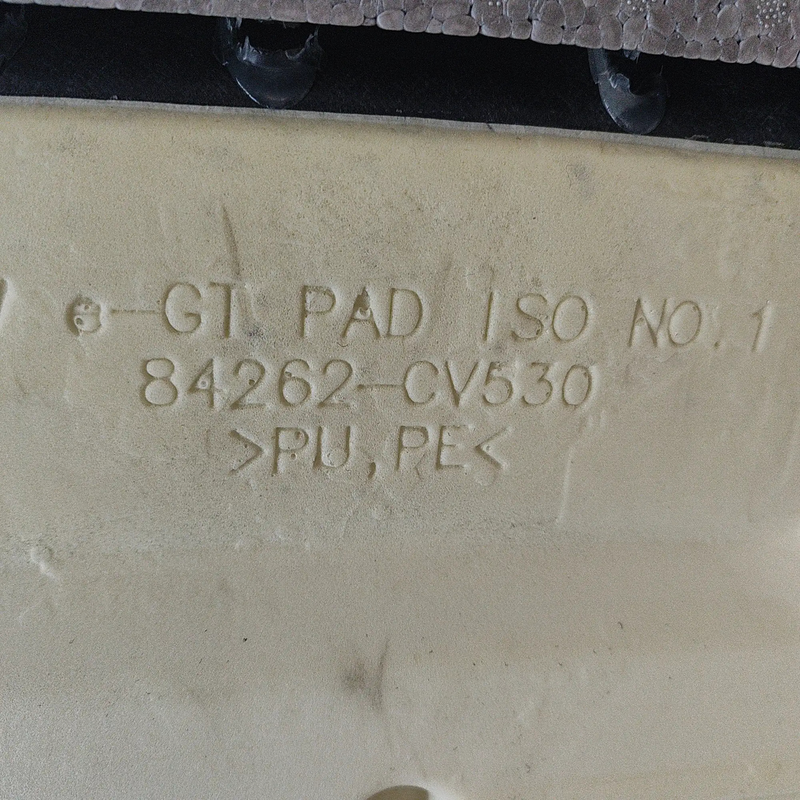 e-GT PAD ISO NO.1
84262-CV530
>PU,PE<